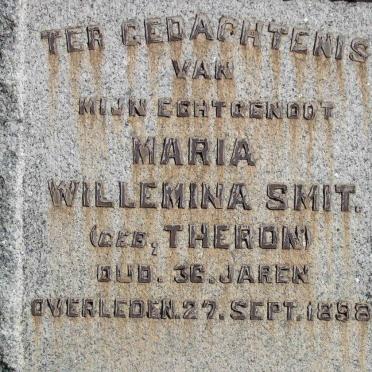 TER GEDACHTENIS
VAN
MIJN ECHTGENOOT
MARIA
WILLEMINA SMIT.
(GEB, THERON)
OUD. 36. JAREN
OVERLEDEN. 27. SEPT. 1898